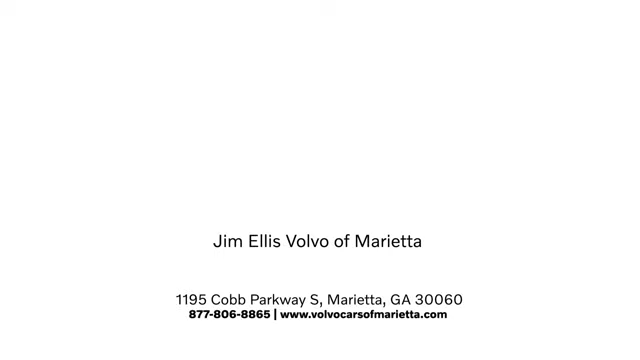 Jim Ellis Volvo of Marietta
1195 Cobb Parkway S, Marietta, GA 30060
877-806-8865 | www.volvocarsofmarietta.com